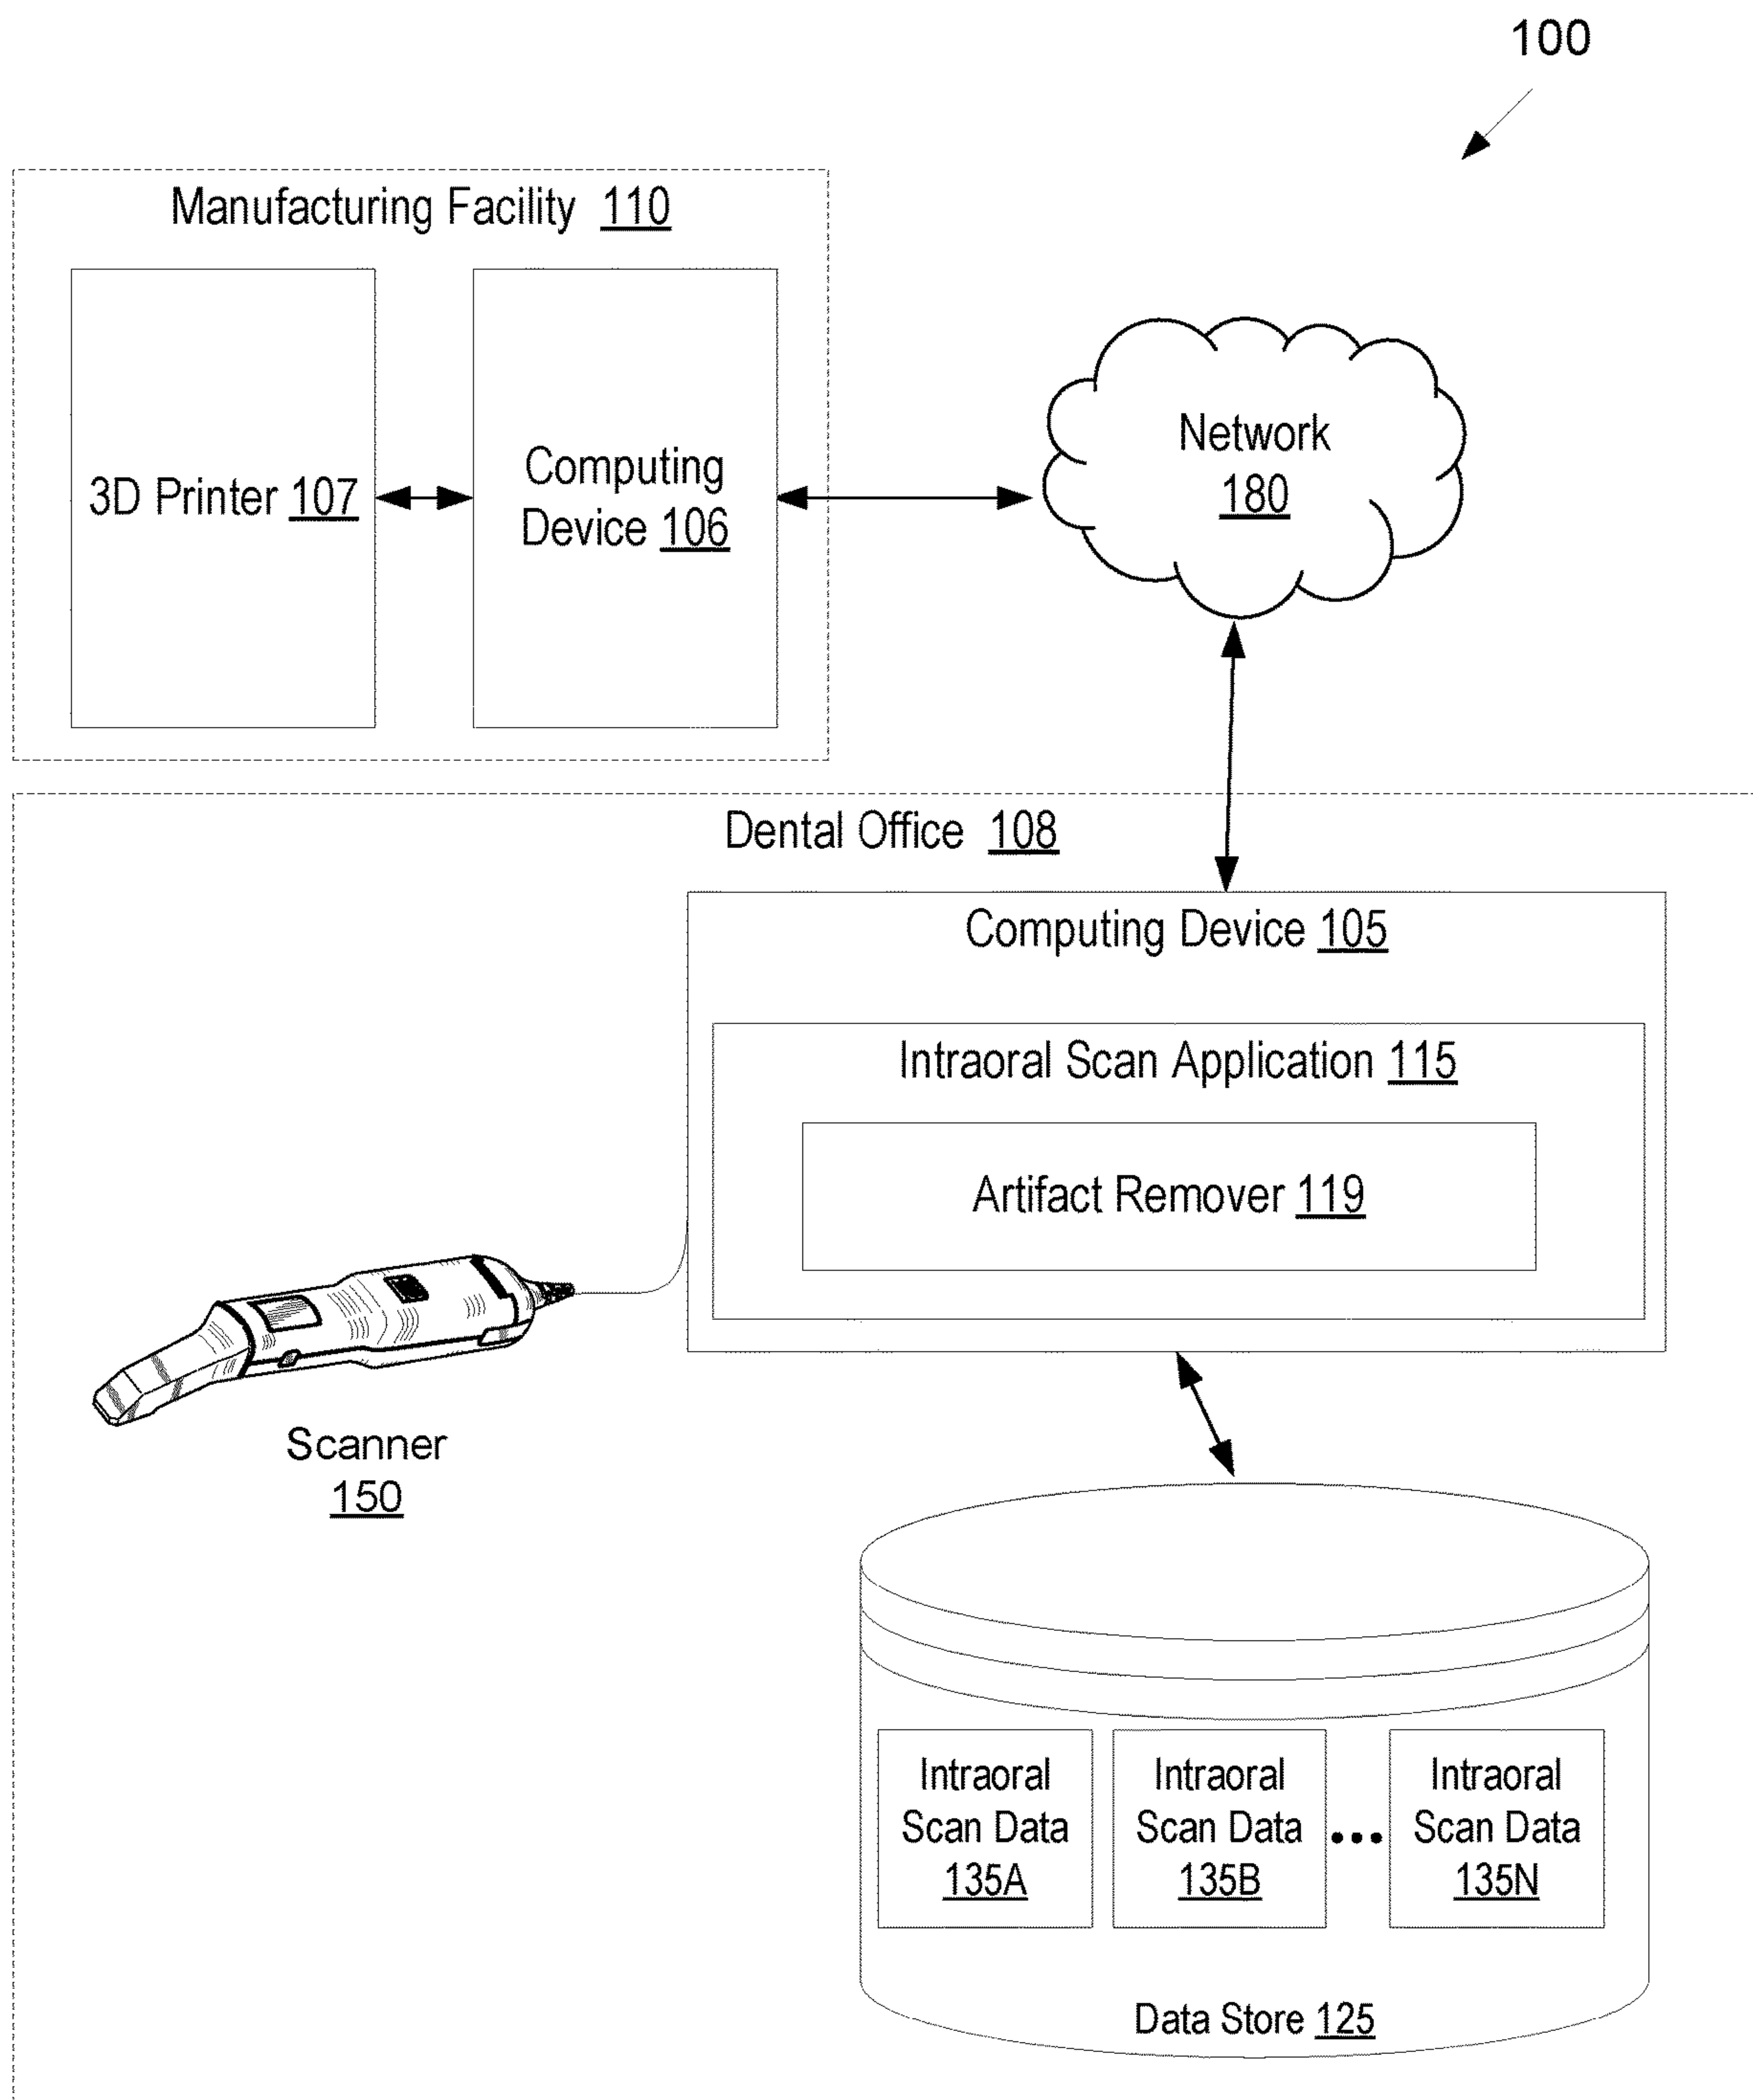 100
Manufacturing Facility 110
3D Printer 107
Computing
Device 106
Network
180
Dental Office 108
Computing Device 105
Intraoral Scan Application 115
Artifact Remover 119
Scanner
150
Intraoral
Scan Data
135A
Intraoral
Scan Data
135B
...
Intraoral
Scan Data
135N
Data Store 125